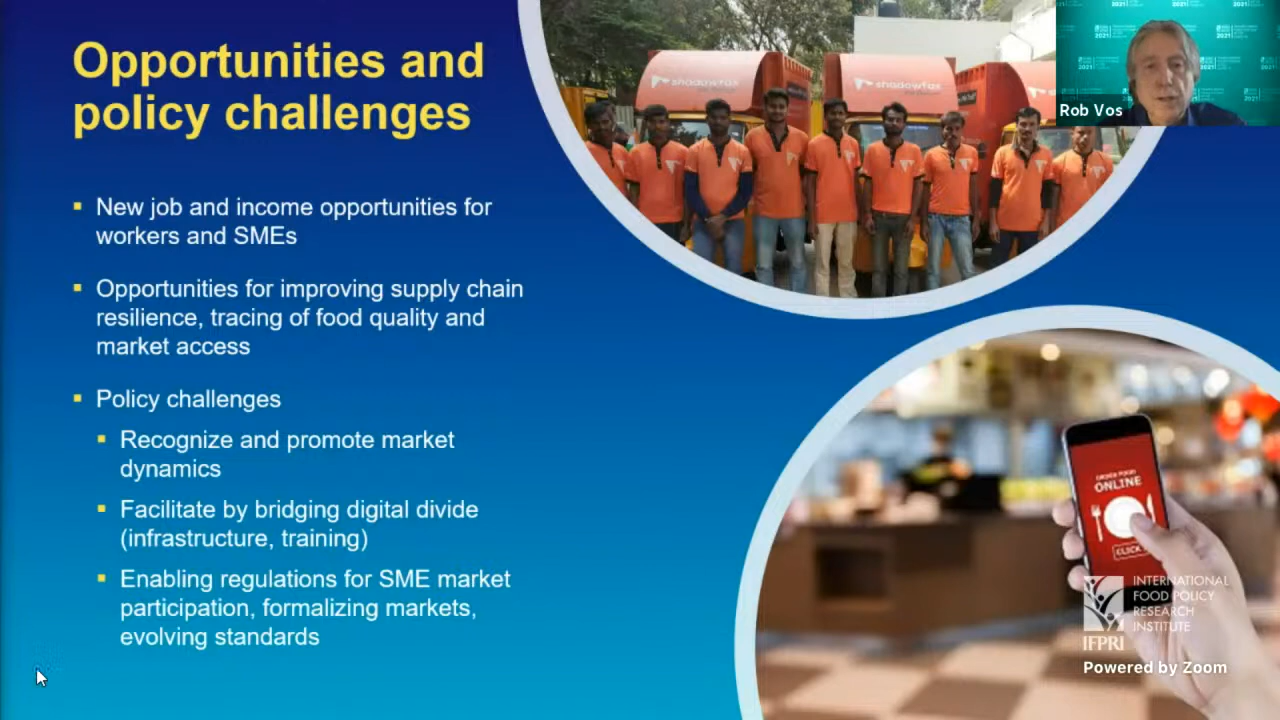 Opportunities and
policy challenges
New job and income opportunities for
workers and SMEs
Opportunities for improving supply chain
resilience, tracing of food quality and
market access
Policy challenges
Recognize and promote market
dynamics
Facilitate by bridging digital divide
(infrastructure, training)
Enabling regulations for SME market
participation, formalizing markets,
evolving standards
shadowfax
shadowfax
2021
2021
2021
Rob Vos
ORDER FOOD
ONLINE
CLICK
INTERNATIONAL
FOOD POLICY
RESEARCH
INSTITUTE
IFPRI
Powered by Zoom